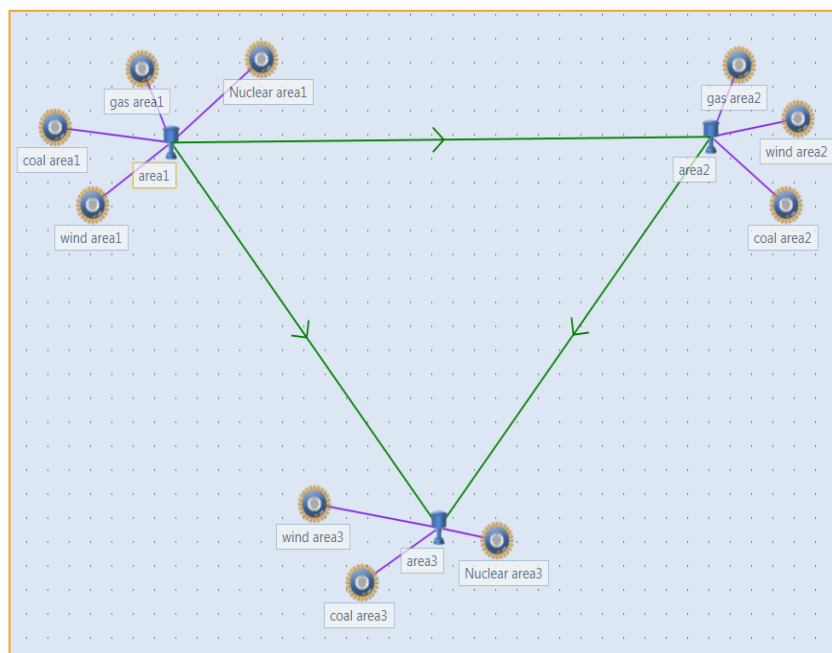 gas area1
Nuclear area1
coal area1
area1
wind area1
gas area2
wind area2
area2
coal area2
wind area3
area3
Nuclear area3
coal area3